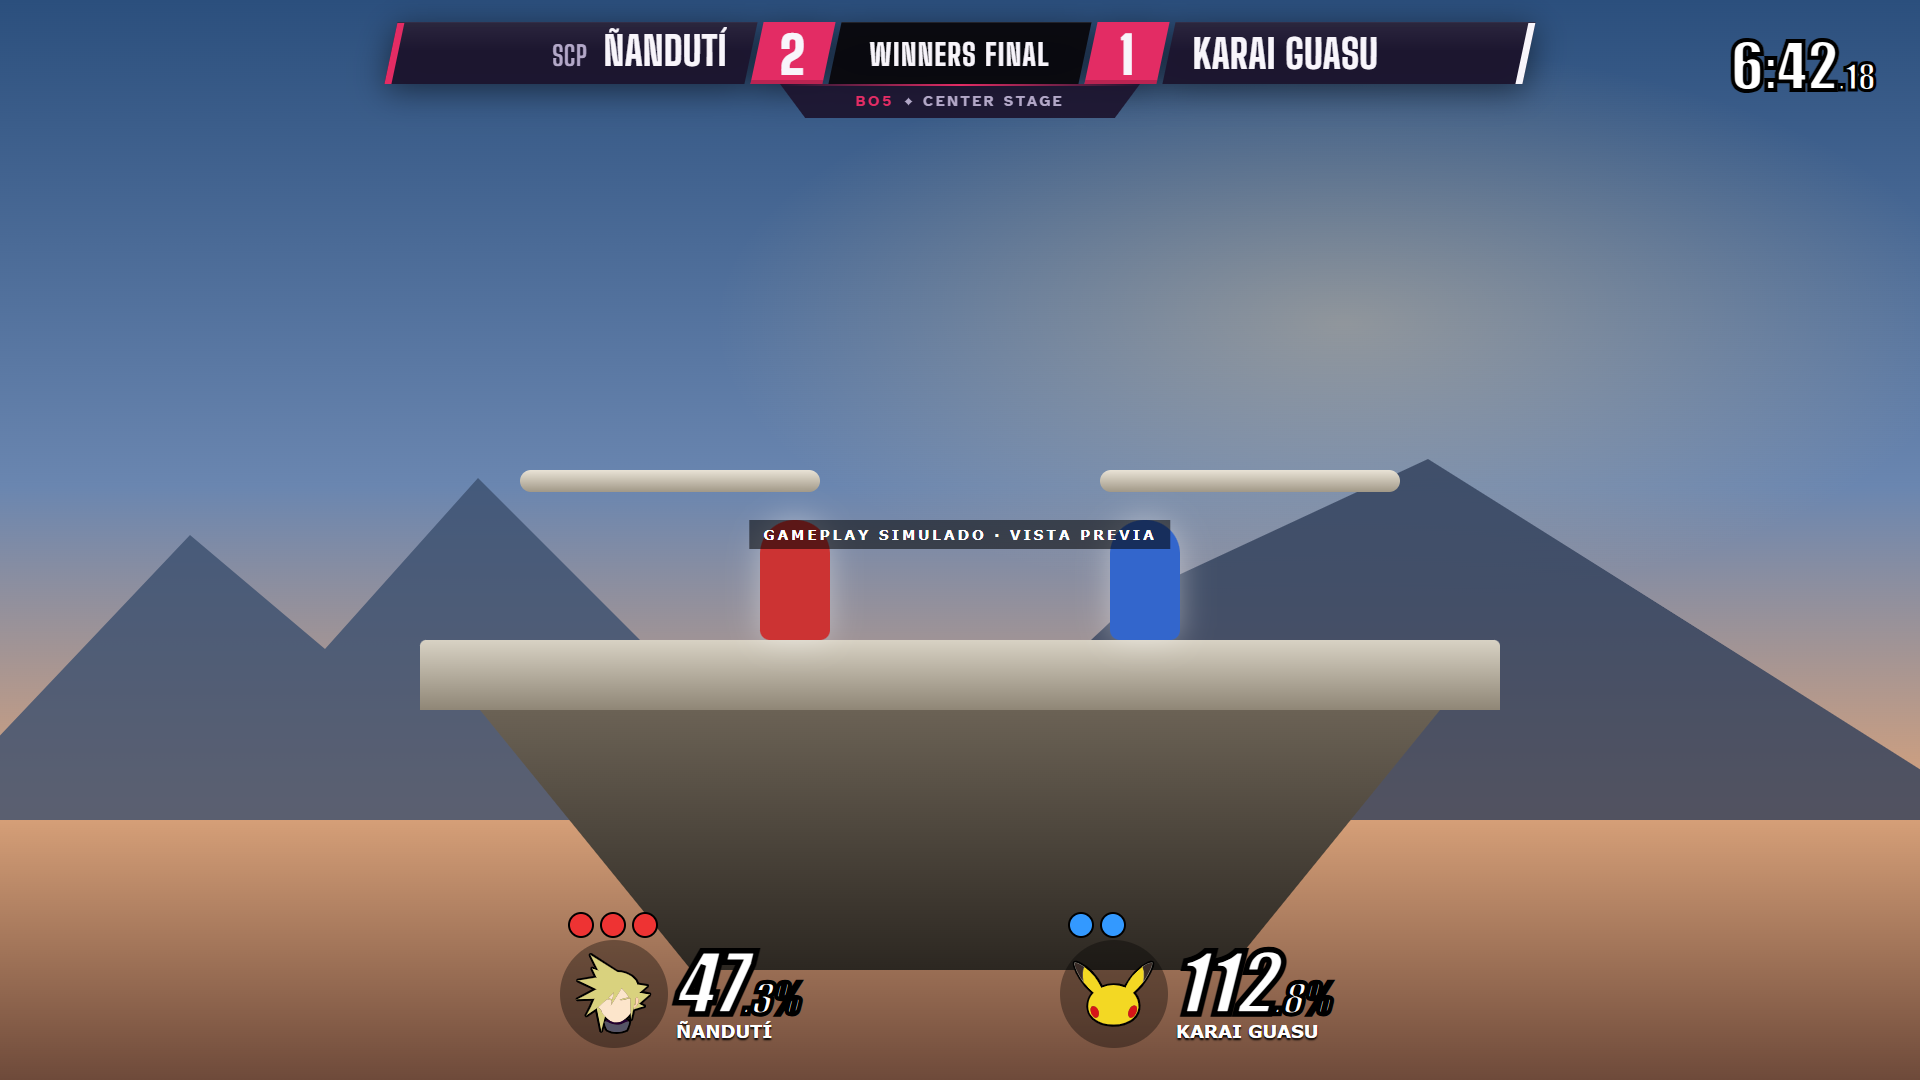 SCP ÑANDUTÍ 2 WINNERS FINAL 1 KARAI GUASU
6:42.18
BO5 ◆ CENTER STAGE
GAMEPLAY SIMULADO · VISTA PREVIA
47.3% 112.8%
ÑANDUTÍ KARAI GUASU